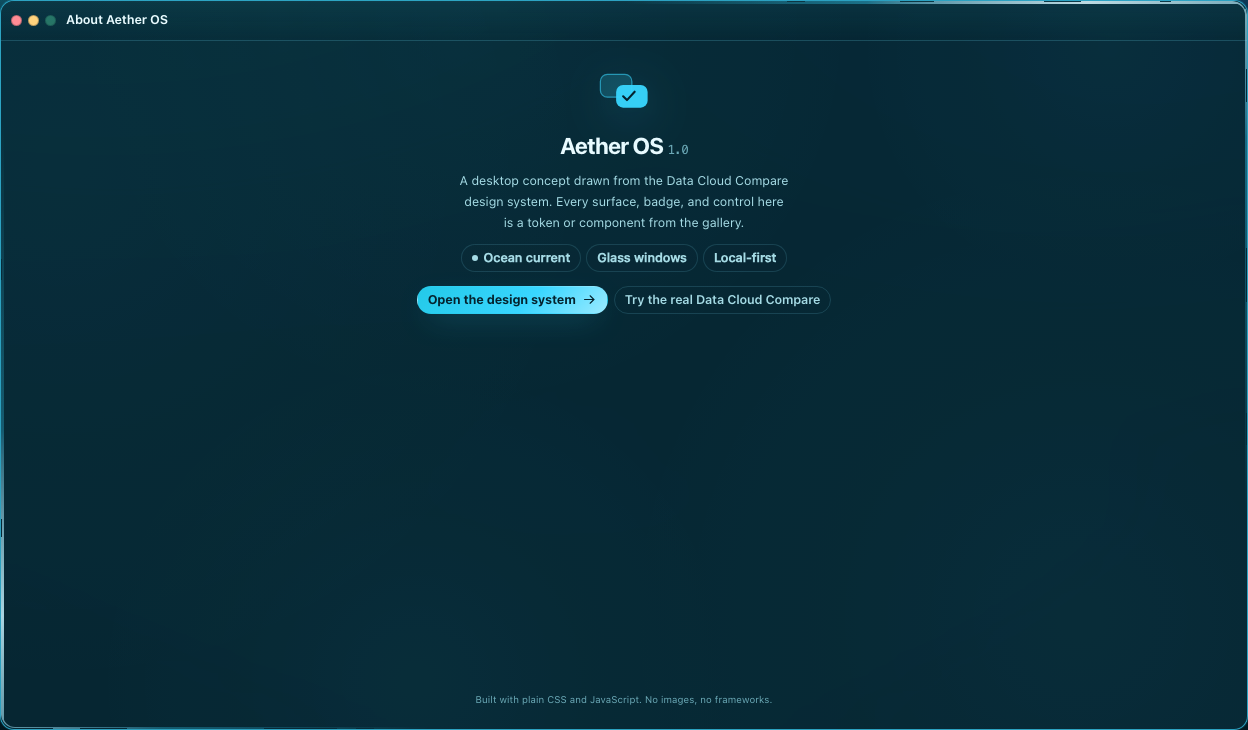 About Aether OS
Aether OS 1.0
A desktop concept drawn from the Data Cloud Compare
design system. Every surface, badge, and control here
is a token or component from the gallery.
Ocean current Glass windows Local-first
Open the design system → Try the real Data Cloud Compare
Built with plain CSS and JavaScript. No images, no frameworks.